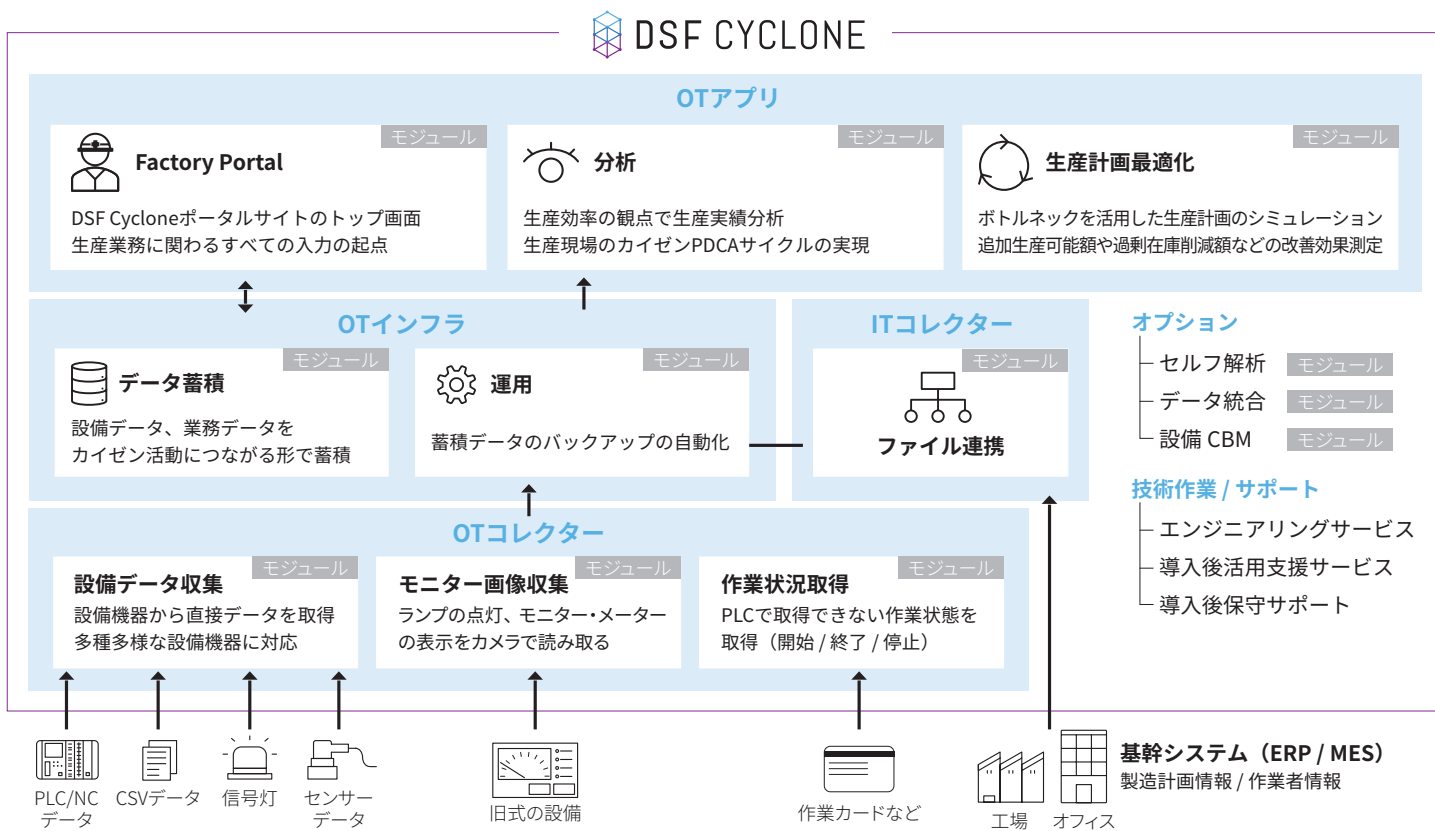 DSF CYCLONE
OTアプリ
モジュール
Factory Portal
DSF Cycloneポータルサイトのトップ画面
生産業務に関わるすべての入力の起点
モジュール
分析
生産効率の観点で生産実績分析
生産現場のカイゼンPDCAサイクルの実現
モジュール
生産計画最適化
ボトルネックを活用した生産計画のシミュレーション
追加生産可能額や過剰在庫削減額などの改善効果測定
OTインフラ
モジュール
データ蓄積
設備データ、業務データを
カイゼン活動につながる形で蓄積
モジュール
運用
蓄積データのバックアップの自動化
ITコレクター
モジュール
ファイル連携
オプション
セルフ解析 モジュール
データ統合 モジュール
設備 CBM モジュール
技術作業 / サポート
エンジニアリングサービス
導入後活用支援サービス
導入後保守サポート
OTコレクター
モジュール
設備データ収集
設備機器から直接データを取得
多種多様な設備機器に対応
モジュール
モニター画像収集
ランプの点灯、モニター・メーター
の表示をカメラで読み取る
モジュール
作業状況取得
PLCで取得できない作業状態を
取得（開始 / 終了 / 停止）
PLC/NC
データ
CSVデータ
信号灯
センサー
データ
旧式の設備
作業カードなど
工場
オフィス
基幹システム（ERP / MES）
製造計画情報 / 作業者情報